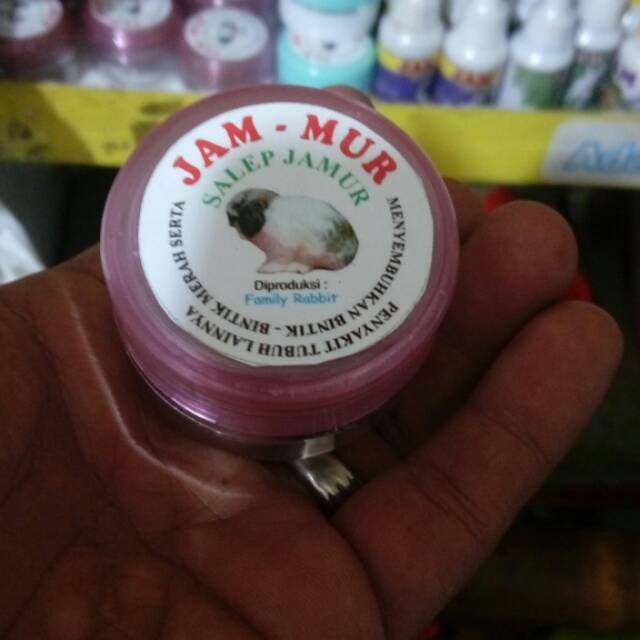 JAM - MUR
SALEP JAMUR
Diproduksi :
Family Rabbit
MENYEMBUHKAN BINTIK - BINTIK MERAH SERTA
PENYAKIT TUBUH LAINNYA